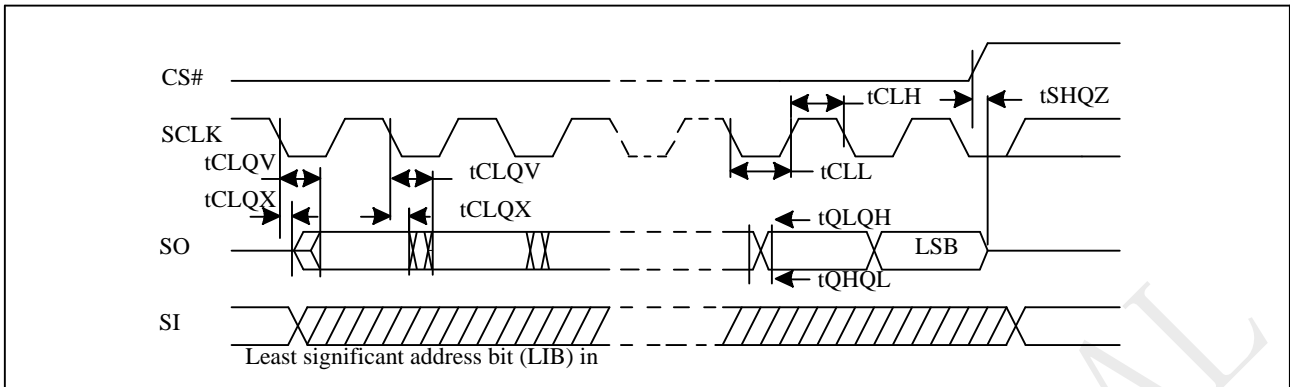 CS#
tCLH
tSHQZ
SCLK
tCLQV
tCLQV
tCLL
tCLQX
tCLQX
tQLQH
SO
LSB
tQHQL
SI
Least significant address bit (LIB) in